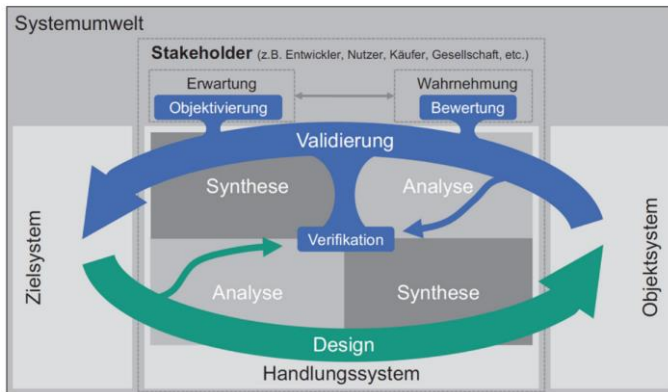 Systemumwelt
Stakeholder (z.B. Entwickler, Nutzer, Käufer, Gesellschaft, etc.)
Erwartung
Wahrnehmung
Objektivierung
Bewertung
Validierung
Synthese
Analyse
Zielsystem
Verifikation
Objektsystem
Analyse
Synthese
Design
Handlungssystem